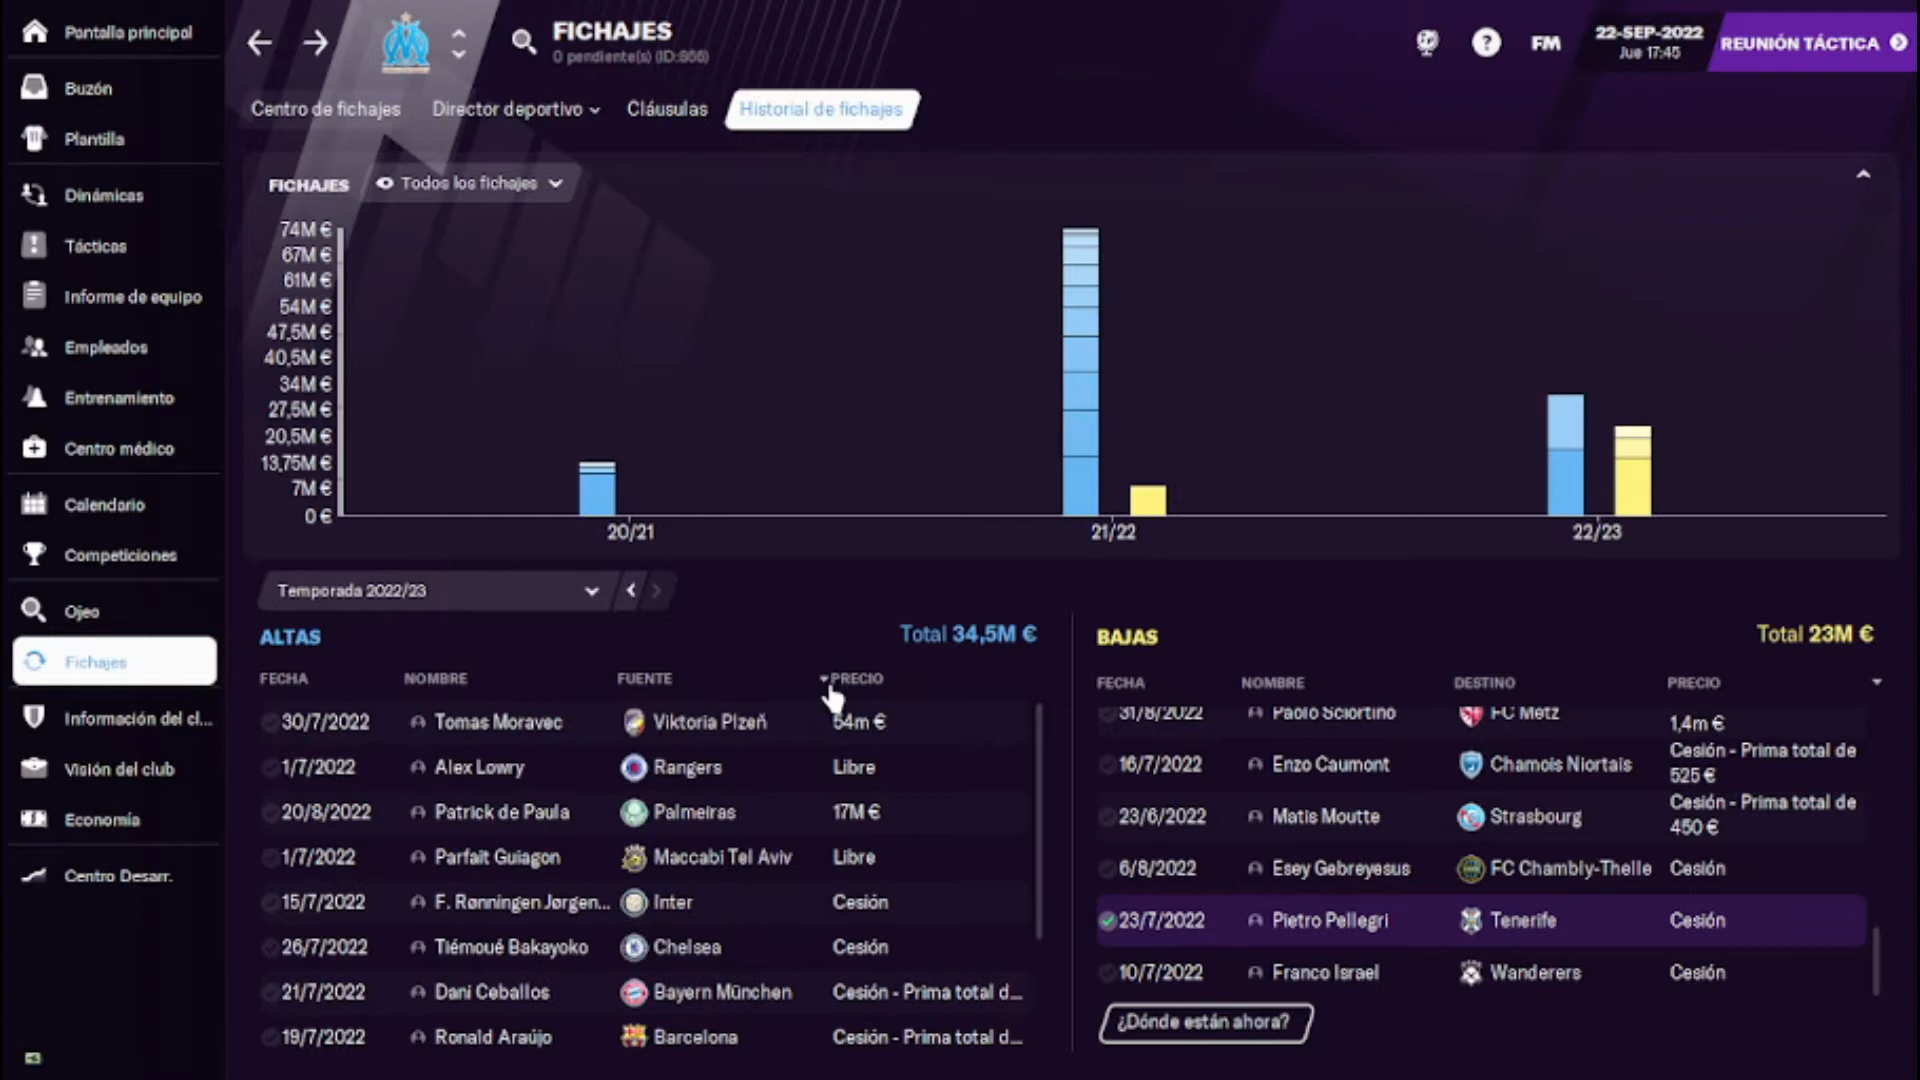 Pantalla principal
Buzón
Plantilla
Dinámicas
Tácticas
Informe de equipo
Empleados
Entrenamiento
Centro médico
Calendario
Competiciones
Ojeo
Fichajes
Información del cl...
Visión del club
Economía
Centro Desarr.
FICHAJES
0 pendiente(s) (ID:866)
FM
22-SEP-2022
Jue 17:45
REUNIÓN TÁCTICA
Centro de fichajes
Director deportivo
Cláusulas
Historial de fichajes
FICHAJES
Todos los fichajes
74M €
67M €
61M €
54M €
47,5M €
40,5M €
34M €
27,5M €
20,5M €
13,75M €
7M €
0 €
20/21
21/22
22/23
Temporada 2022/23
ALTAS
Total 34,5M €
FECHA NOMBRE FUENTE PRECIO
30/7/2022 Tomas Moravec Viktoria Plzeň 54m €
1/7/2022 Alex Lowry Rangers Libre
20/8/2022 Patrick de Paula Palmeiras 17M €
1/7/2022 Parfait Guiagon Maccabi Tel Aviv Libre
15/7/2022 F. Rønningen Jørgen... Inter Cesión
26/7/2022 Tiémoué Bakayoko Chelsea Cesión
21/7/2022 Dani Ceballos Bayern München Cesión - Prima total d...
19/7/2022 Ronald Araújo Barcelona Cesión - Prima total d...
BAJAS
Total 23M €
FECHA NOMBRE DESTINO PRECIO
31/8/2022 Paolo Sciortino FC Metz 1,4m €
16/7/2022 Enzo Caumont Chamois Niortais Cesión - Prima total de
525 €
23/6/2022 Matis Moutte Strasbourg Cesión - Prima total de
450 €
6/8/2022 Esey Gebreyesus FC Chambly-Thelle Cesión
23/7/2022 Pietro Pellegri Tenerife Cesión
10/7/2022 Franco Israel Wanderers Cesión
¿Dónde están ahora?